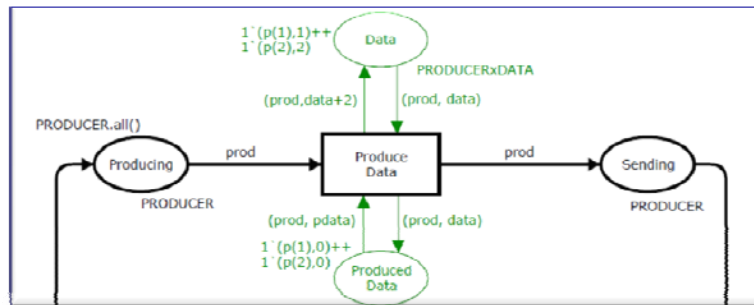 1`(p(1),1)++
1`(p(2),2)
Data
PRODUCERxDATA
(prod,data+2)
(prod, data)
PRODUCER.all()
Producing
prod
Produce
Data
prod
Sending
PRODUCER
PRODUCER
(prod, pdata)
(prod, data)
1`(p(1),0)++
1`(p(2),0)
Produced
Data